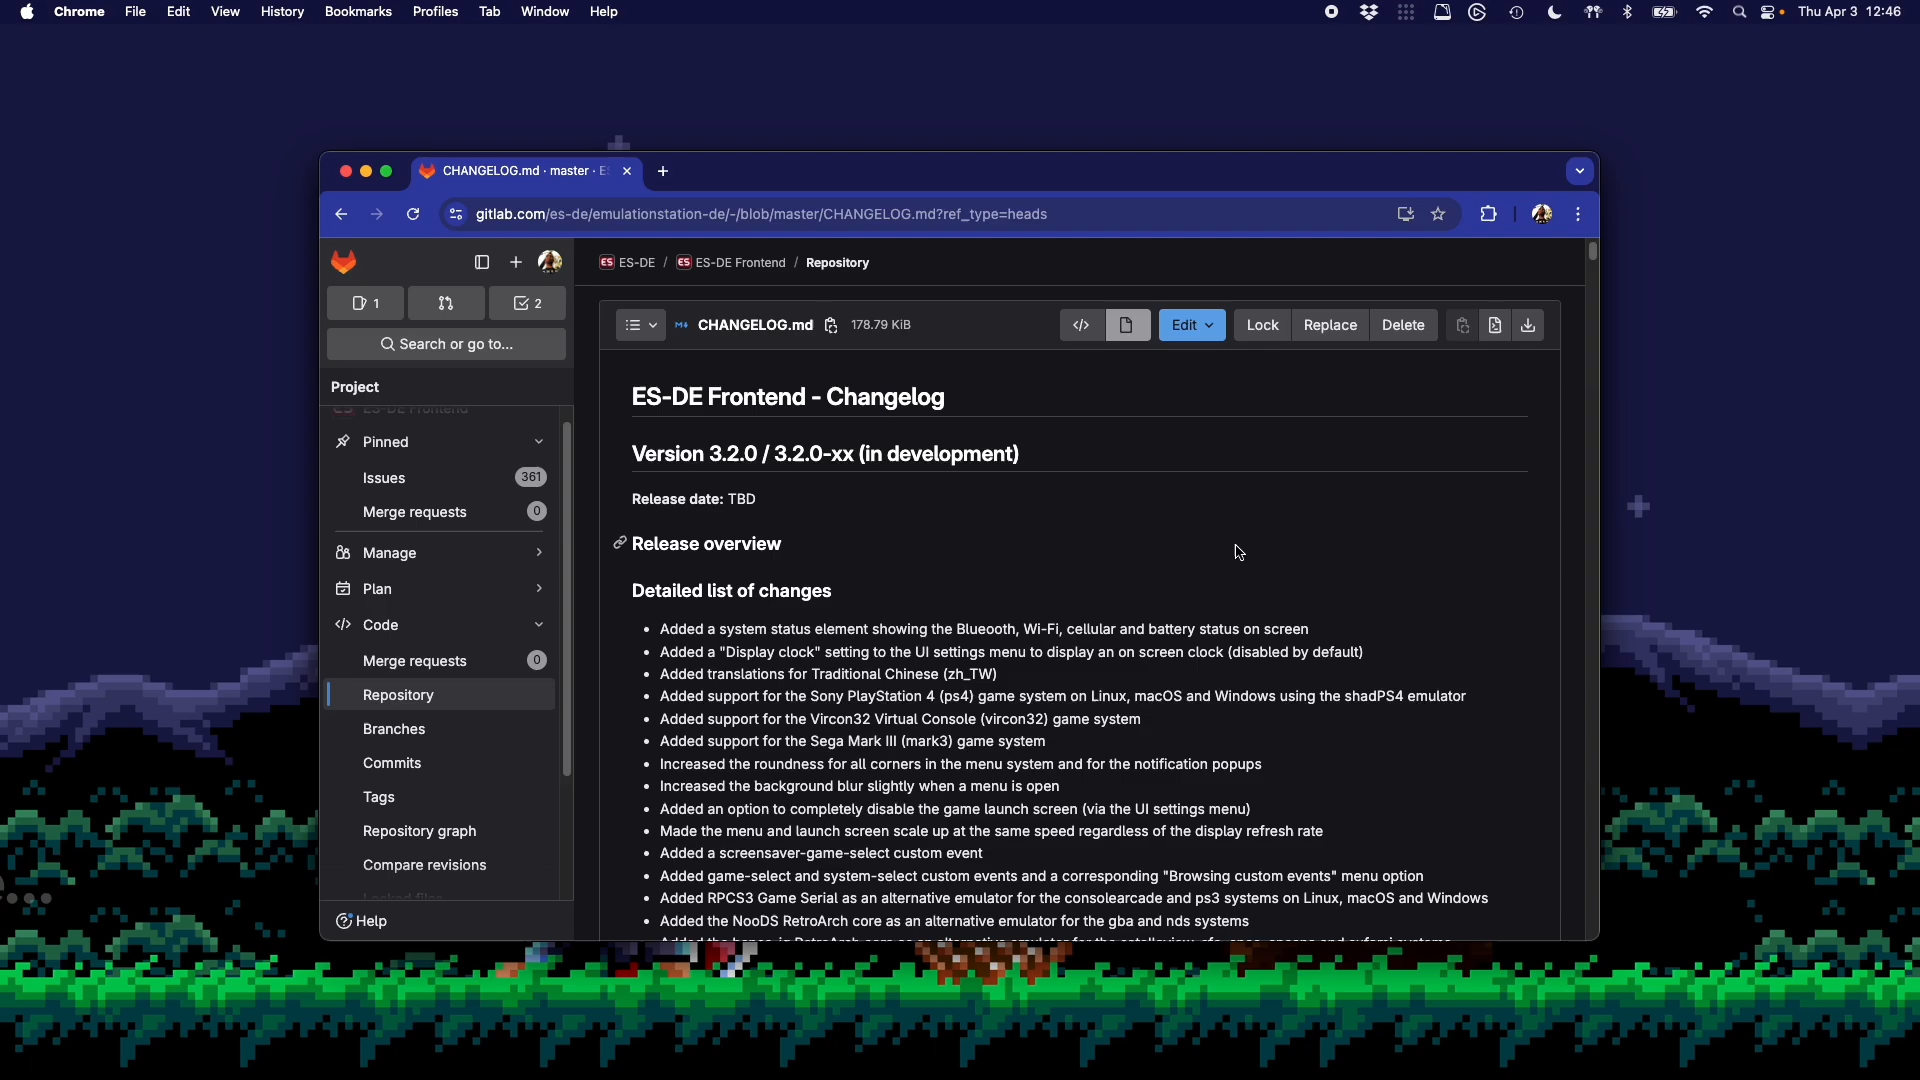 Chrome File Edit View History Bookmarks Profiles Tab Window Help Thu Apr 3 12:46
CHANGELOG.md · master · ES
gitlab.com/es-de/emulationstation-de/-/blob/master/CHANGELOG.md?ref_type=heads
ES ES-DE / ES ES-DE Frontend / Repository
1 2
Search or go to...
Project
ES ES-DE Frontend
Pinned
Issues 361
Merge requests 0
Manage
Plan
Code
Merge requests 0
Repository
Branches
Commits
Tags
Repository graph
Compare revisions
Locked files
Help
CHANGELOG.md 178.79 KiB Edit Lock Replace Delete
ES-DE Frontend - Changelog
Version 3.2.0 / 3.2.0-xx (in development)
Release date: TBD
Release overview
Detailed list of changes
• Added a system status element showing the Blueooth, Wi-Fi, cellular and battery status on screen
• Added a "Display clock" setting to the UI settings menu to display an on screen clock (disabled by default)
• Added translations for Traditional Chinese (zh_TW)
• Added support for the Sony PlayStation 4 (ps4) game system on Linux, macOS and Windows using the shadPS4 emulator
• Added support for the Vircon32 Virtual Console (vircon32) game system
• Added support for the Sega Mark III (mark3) game system
• Increased the roundness for all corners in the menu system and for the notification popups
• Increased the background blur slightly when a menu is open
• Added an option to completely disable the game launch screen (via the UI settings menu)
• Made the menu and launch screen scale up at the same speed regardless of the display refresh rate
• Added a screensaver-game-select custom event
• Added game-select and system-select custom events and a corresponding "Browsing custom events" menu option
• Added RPCS3 Game Serial as an alternative emulator for the consolearcade and ps3 systems on Linux, macOS and Windows
• Added the NooDS RetroArch core as an alternative emulator for the gba and nds systems